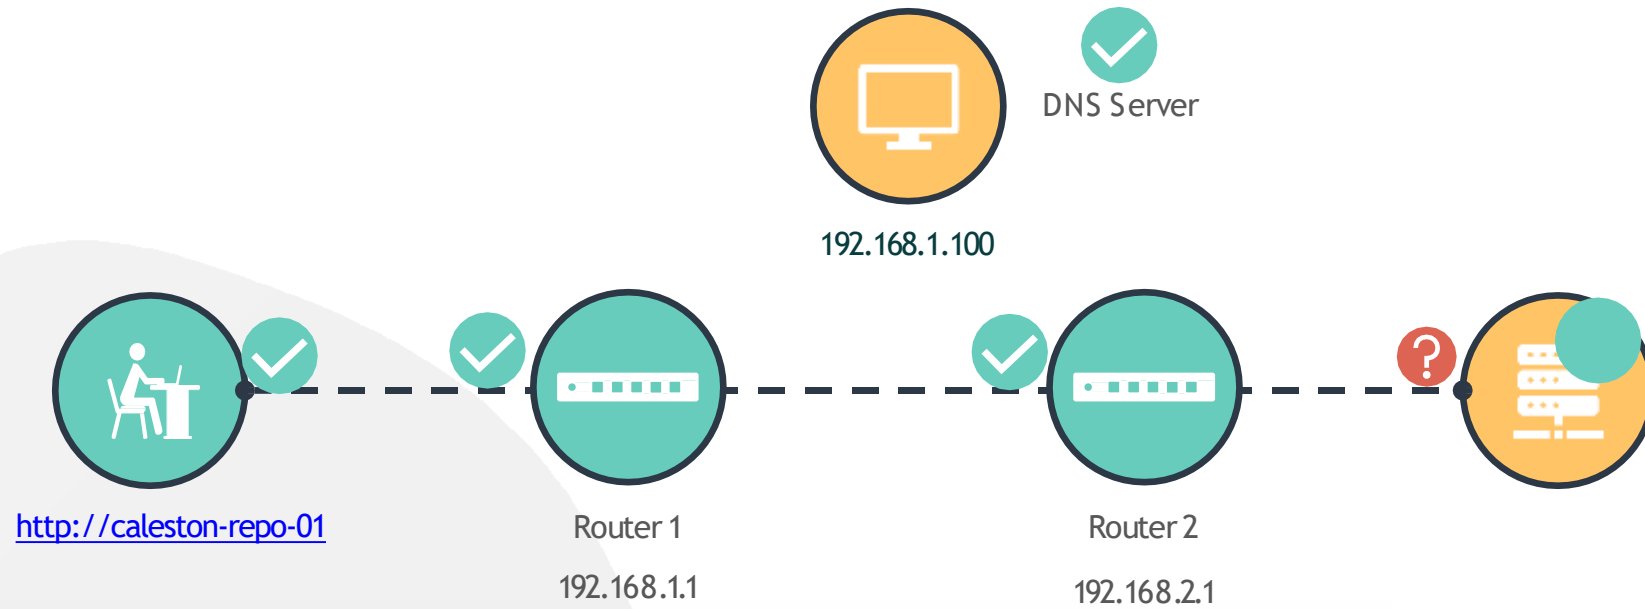 DNS Server
192.168.1.100
?
http://caleston-repo-01
Router 1
Router 2
192.168.1.1
192.168.2.1